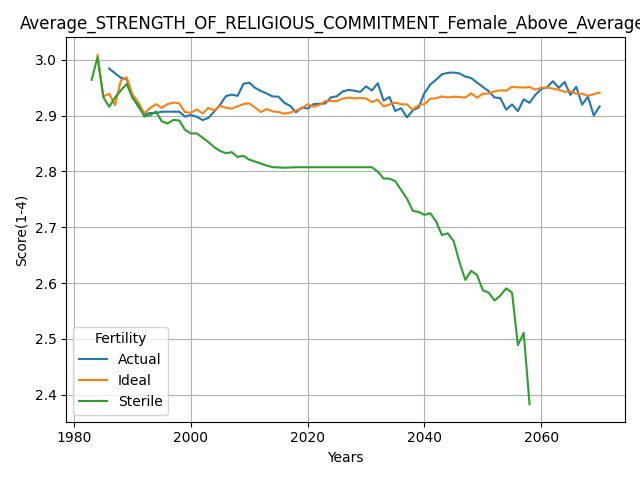 Average_STRENGTH_OF_RELIGIOUS_COMMITMENT_Female_Above_Average
Score(1-4)
3.0
2.9
2.8
2.7
2.6
2.5
2.4
Fertility
Actual
Ideal
Sterile
1980 2000 2020 2040 2060
Years